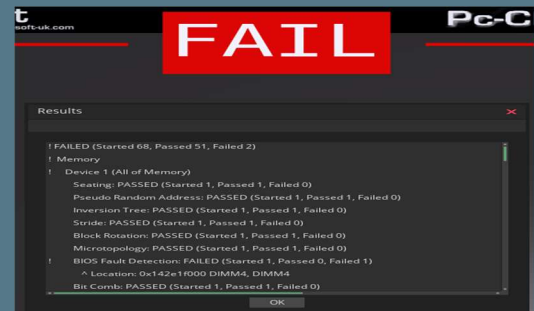 t
soft-uk.com
Pc-C
FAIL
Results
! FAILED (Started 68, Passed 51, Failed 2)
! Memory
! Device 1 (All of Memory)
Seating: PASSED (Started 1, Passed 1, Failed 0)
Pseudo Random Address: PASSED (Started 1, Passed 1, Failed 0)
Inversion Tree: PASSED (Started 1, Passed 1, Failed 0)
Stride: PASSED (Started 1, Passed 1, Failed 0)
Block Rotation: PASSED (Started 1, Passed 1, Failed 0)
Microtopology: PASSED (Started 1, Passed 1, Failed 0)
! BIOS Fault Detection: FAILED (Started 1, Passed 0, Failed 1)
^ Location: 0x142e1f000 DIMM4, DIMM4
Bit Comb: PASSED (Started 1, Passed 1, Failed 0)
OK